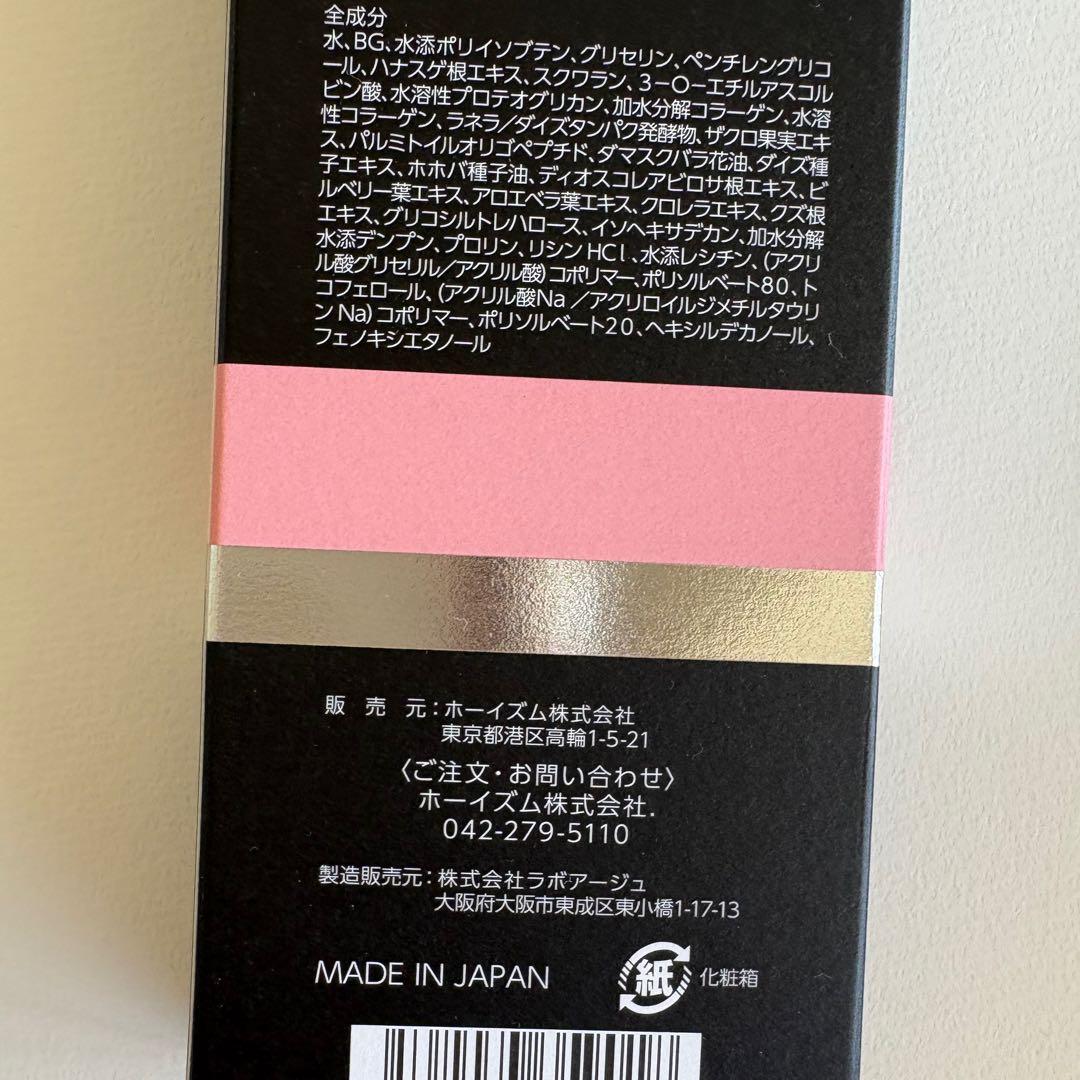 全成分
水、BG、水添ポリイソブテン、グリセリン、ペンチレングリコ
ール、ハナスゲ根エキス、スクワラン、3－O－エチルアスコル
ビン酸、水溶性プロテオグリカン、加水分解コラーゲン、水溶
性コラーゲン、ラネラ／ダイズタンパク発酵物、ザクロ果実エキ
ス、パルミトイルオリゴペプチド、ダマスクバラ花油、ダイズ種
子エキス、ホホバ種子油、ディオスコレアビロサ根エキス、ビ
ルベリー葉エキス、アロエベラ葉エキス、クロレラエキス、クズ根
エキス、グリコシルトレハロース、イソヘキサデカン、加水分解
水添デンプン、プロリン、リシンHCl、水添レシチン、(アクリ
ル酸グリセリル／アクリル酸)コポリマー、ポリソルベート80、ト
コフェロール、(アクリル酸Na／アクリロイルジメチルタウリ
ンNa)コポリマー、ポリソルベート20、ヘキシルデカノール、
フェノキシエタノール
販売元：ホーイズム株式会社
東京都港区高輪1-5-21
〈ご注文・お問い合わせ〉
ホーイズム株式会社.
042-279-5110
製造販売元：株式会社ラボアージュ
大阪府大阪市東成区東小橋1-17-13
MADE IN JAPAN
紙 化粧箱